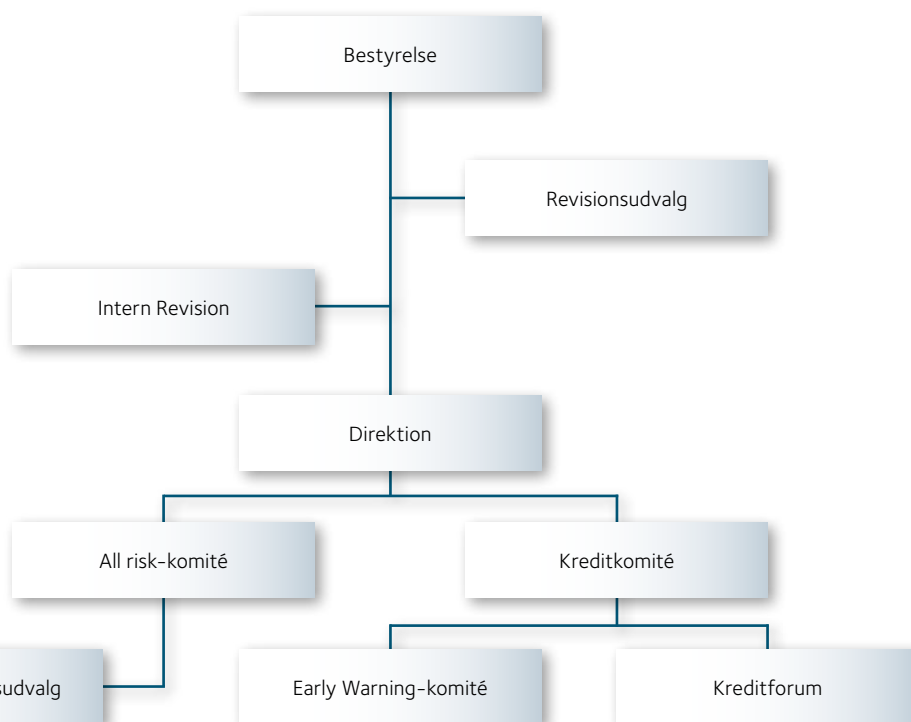 Bestyrelse
Revisionsudvalg
Intern Revision
Direktion
All risk-komité
Kreditkomité
Early Warning-komité
Kreditforum